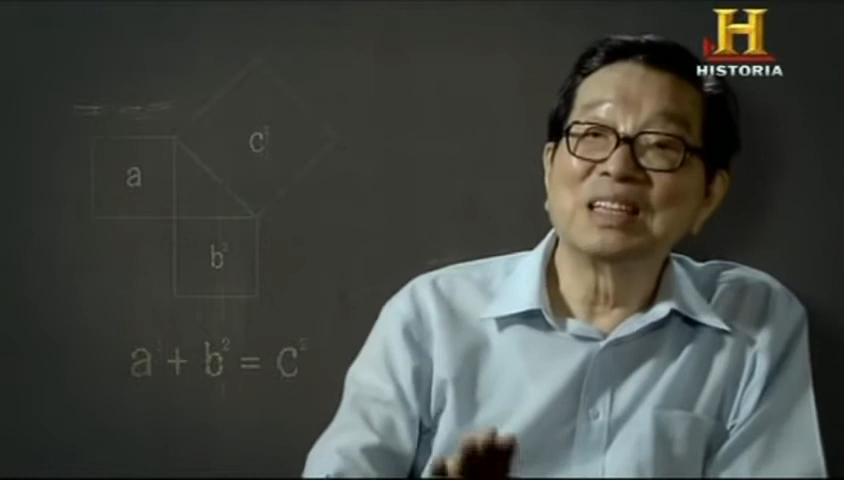 H
HISTORIA
c²
a
b²
a² + b² = c²